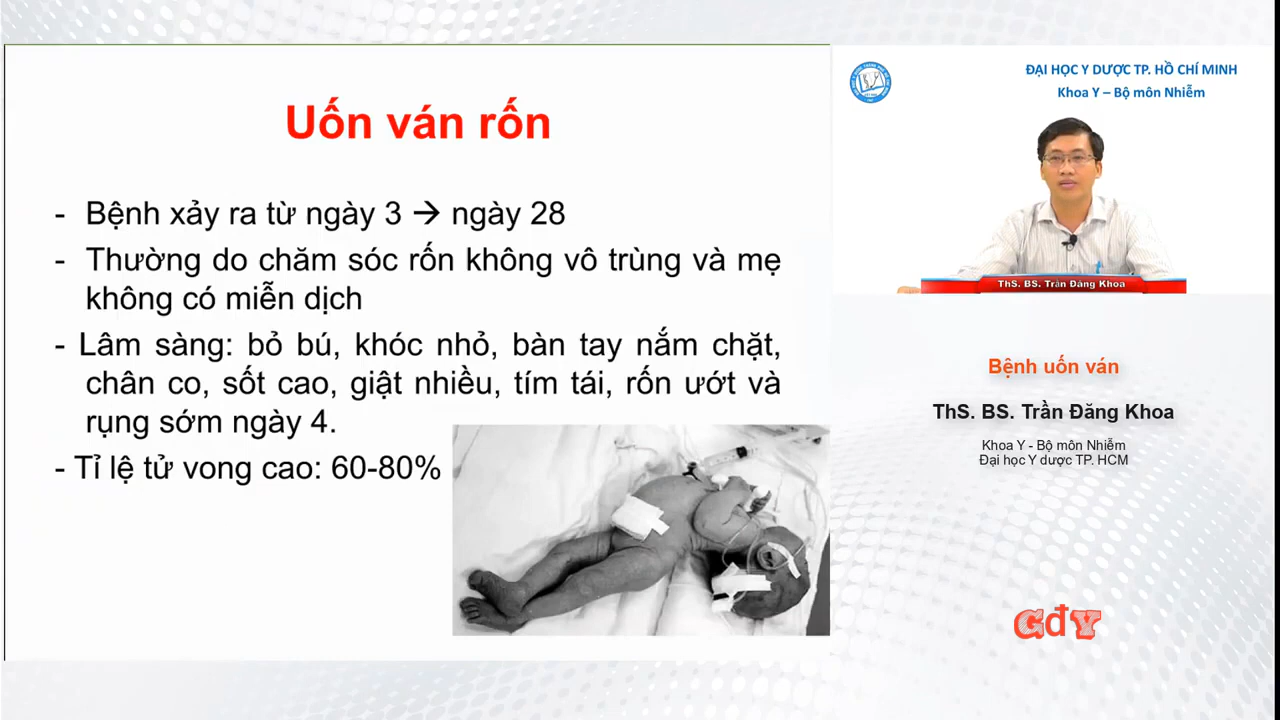 Uốn ván rốn
- Bệnh xảy ra từ ngày 3 → ngày 28
- Thường do chăm sóc rốn không vô trùng và mẹ
không có miễn dịch
- Lâm sàng: bỏ bú, khóc nhỏ, bàn tay nắm chặt,
chân co, sốt cao, giật nhiều, tím tái, rốn ướt và
rụng sớm ngày 4.
- Tỉ lệ tử vong cao: 60-80%
ĐẠI HỌC Y DƯỢC TP. HỒ CHÍ MINH
Khoa Y – Bộ môn Nhiễm
ThS. BS. Trần Đăng Khoa
Bệnh uốn ván
ThS. BS. Trần Đăng Khoa
Khoa Y - Bộ môn Nhiễm
Đại học Y dược TP. HCM
GđY